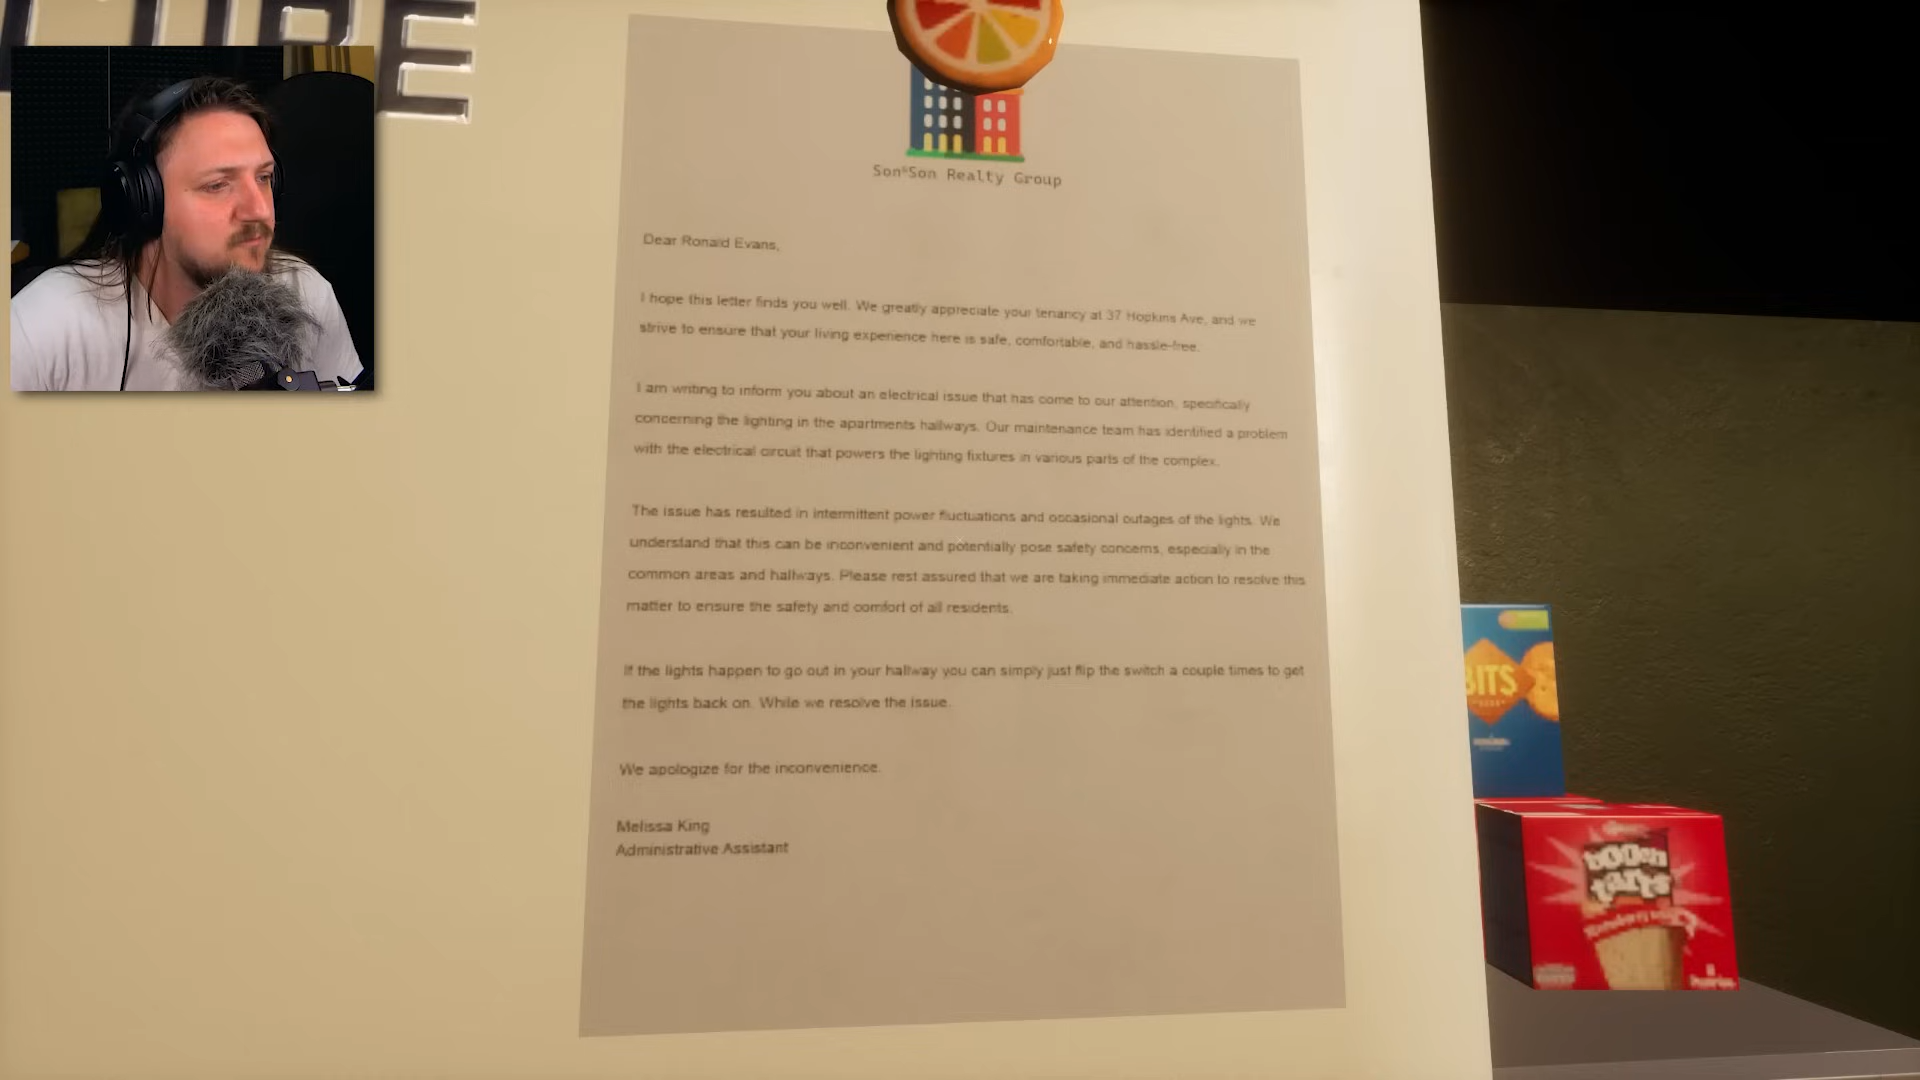 Son&Son Realty Group
Dear Ronald Evans,
I hope this letter finds you well. We greatly appreciate your tenancy at 37 Hopkins Ave, and we
strive to ensure that your living experience here is safe, comfortable, and hassle-free.
I am writing to inform you about an electrical issue that has come to our attention, specifically
concerning the lighting in the apartments hallways. Our maintenance team has identified a problem
with the electrical circuit that powers the lighting fixtures in various parts of the complex.
The issue has resulted in intermittent power fluctuations and occasional outages of the lights. We
understand that this can be inconvenient and potentially pose safety concerns, especially in the
common areas and hallways. Please rest assured that we are taking immediate action to resolve this
matter to ensure the safety and comfort of all residents.
If the lights happen to go out in your hallway you can simply just flip the switch a couple times to get
the lights back on. While we resolve the issue.
We apologize for the inconvenience.
Melissa King
Administrative Assistant
BITS
tarts